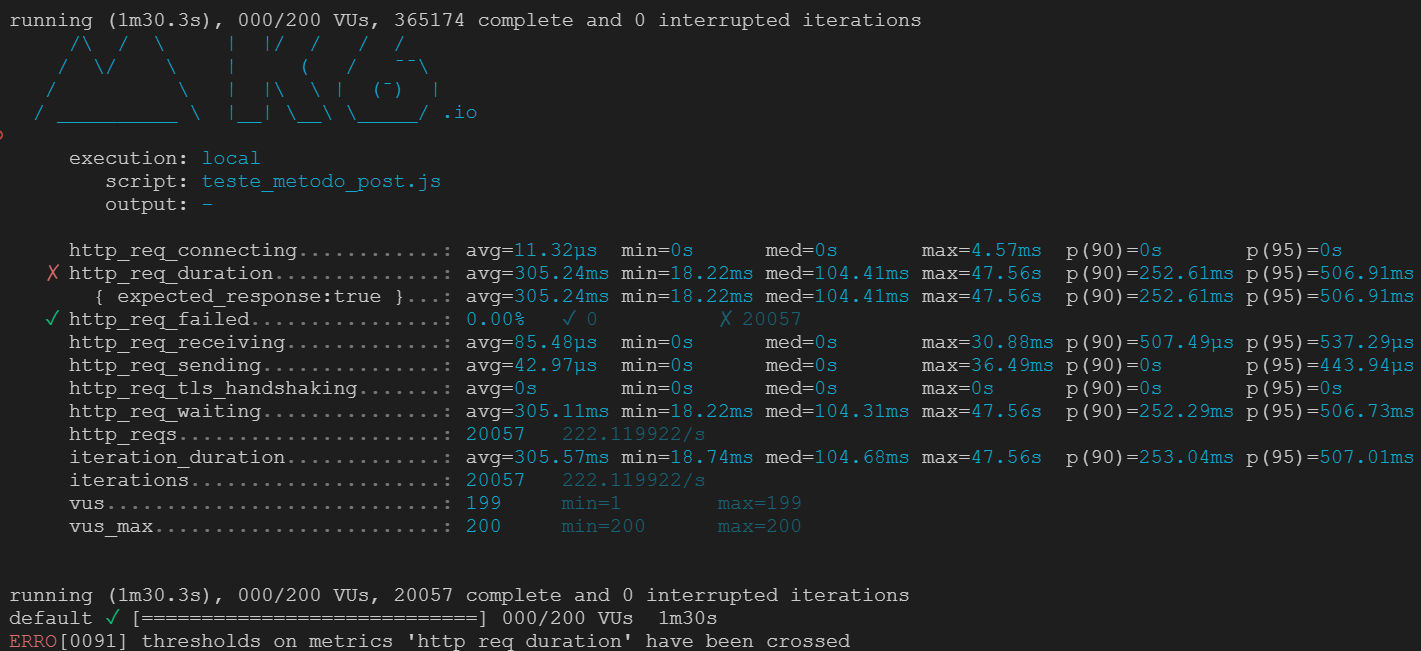 running (1m30.3s), 000/200 VUs, 365174 complete and 0 interrupted iterations
     /\  /  \     |  |/  /   /  /
    /  \/    \    |     (   /   ‾‾\
   /          \   |  |\  \ |  (‾)  |
  / __________ \  |__| \__\ \_____/ .io
     execution: local
        script: teste_metodo_post.js
        output: -
     http_req_connecting............: avg=11.32µs  min=0s      med=0s       max=4.57ms  p(90)=0s       p(95)=0s
   ✗ http_req_duration..............: avg=305.24ms min=18.22ms med=104.41ms max=47.56s  p(90)=252.61ms p(95)=506.91ms
       { expected_response:true }...: avg=305.24ms min=18.22ms med=104.41ms max=47.56s  p(90)=252.61ms p(95)=506.91ms
   ✓ http_req_failed................: 0.00%   ✓ 0          ✗ 20057
     http_req_receiving.............: avg=85.48µs  min=0s      med=0s       max=30.88ms p(90)=507.49µs p(95)=537.29µs
     http_req_sending...............: avg=42.97µs  min=0s      med=0s       max=36.49ms p(90)=0s       p(95)=443.94µs
     http_req_tls_handshaking.......: avg=0s       min=0s      med=0s       max=0s      p(90)=0s       p(95)=0s
     http_req_waiting...............: avg=305.11ms min=18.22ms med=104.31ms max=47.56s  p(90)=252.29ms p(95)=506.73ms
     http_reqs......................: 20057   222.119922/s
     iteration_duration.............: avg=305.57ms min=18.74ms med=104.68ms max=47.56s  p(90)=253.04ms p(95)=507.01ms
     iterations.....................: 20057   222.119922/s
     vus............................: 199     min=1        max=199
     vus_max........................: 200     min=200      max=200
running (1m30.3s), 000/200 VUs, 20057 complete and 0 interrupted iterations
default ✓ [============================] 000/200 VUs  1m30s
ERRO[0091] thresholds on metrics 'http_req_duration' have been crossed